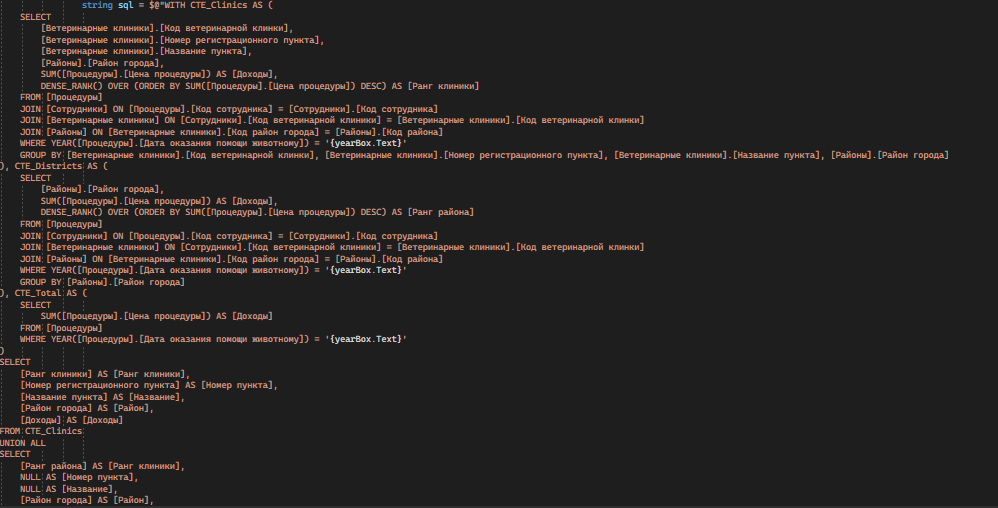 string sql = $@"WITH CTE_Clinics AS (
SELECT
[Ветеринарные клиники].[Код ветеринарной клинки],
[Ветеринарные клиники].[Номер регистрационного пункта],
[Ветеринарные клиники].[Название пункта],
[Районы].[Район города],
SUM([Процедуры].[Цена процедуры]) AS [Доходы],
DENSE_RANK() OVER (ORDER BY SUM([Процедуры].[Цена процедуры]) DESC) AS [Ранг клиники]
FROM [Процедуры]
JOIN [Сотрудники] ON [Процедуры].[Код сотрудника] = [Сотрудники].[Код сотрудника]
JOIN [Ветеринарные клиники] ON [Сотрудники].[Код ветеринарной клиники] = [Ветеринарные клиники].[Код ветеринарной клинки]
JOIN [Районы] ON [Ветеринарные клиники].[Код район города] = [Районы].[Код района]
WHERE YEAR([Процедуры].[Дата оказания помощи животному]) = '{yearBox.Text}'
GROUP BY [Ветеринарные клиники].[Код ветеринарной клинки], [Ветеринарные клиники].[Номер регистрационного пункта], [Ветеринарные клиники].[Название пункта], [Районы].[Район города]
), CTE_Districts AS (
SELECT
[Районы].[Район города],
SUM([Процедуры].[Цена процедуры]) AS [Доходы],
DENSE_RANK() OVER (ORDER BY SUM([Процедуры].[Цена процедуры]) DESC) AS [Ранг района]
FROM [Процедуры]
JOIN [Сотрудники] ON [Процедуры].[Код сотрудника] = [Сотрудники].[Код сотрудника]
JOIN [Ветеринарные клиники] ON [Сотрудники].[Код ветеринарной клиники] = [Ветеринарные клиники].[Код ветеринарной клинки]
JOIN [Районы] ON [Ветеринарные клиники].[Код район города] = [Районы].[Код района]
WHERE YEAR([Процедуры].[Дата оказания помощи животному]) = '{yearBox.Text}'
GROUP BY [Районы].[Район города]
), CTE_Total AS (
SELECT
SUM([Процедуры].[Цена процедуры]) AS [Доходы]
FROM [Процедуры]
WHERE YEAR([Процедуры].[Дата оказания помощи животному]) = '{yearBox.Text}'
)
SELECT
[Ранг клиники] AS [Ранг клиники],
[Номер регистрационного пункта] AS [Номер пункта],
[Название пункта] AS [Название],
[Район города] AS [Район],
[Доходы] AS [Доходы]
FROM CTE_Clinics
UNION ALL
SELECT
[Ранг района] AS [Ранг клиники],
NULL AS [Номер пункта],
NULL AS [Название],
[Район города] AS [Район],